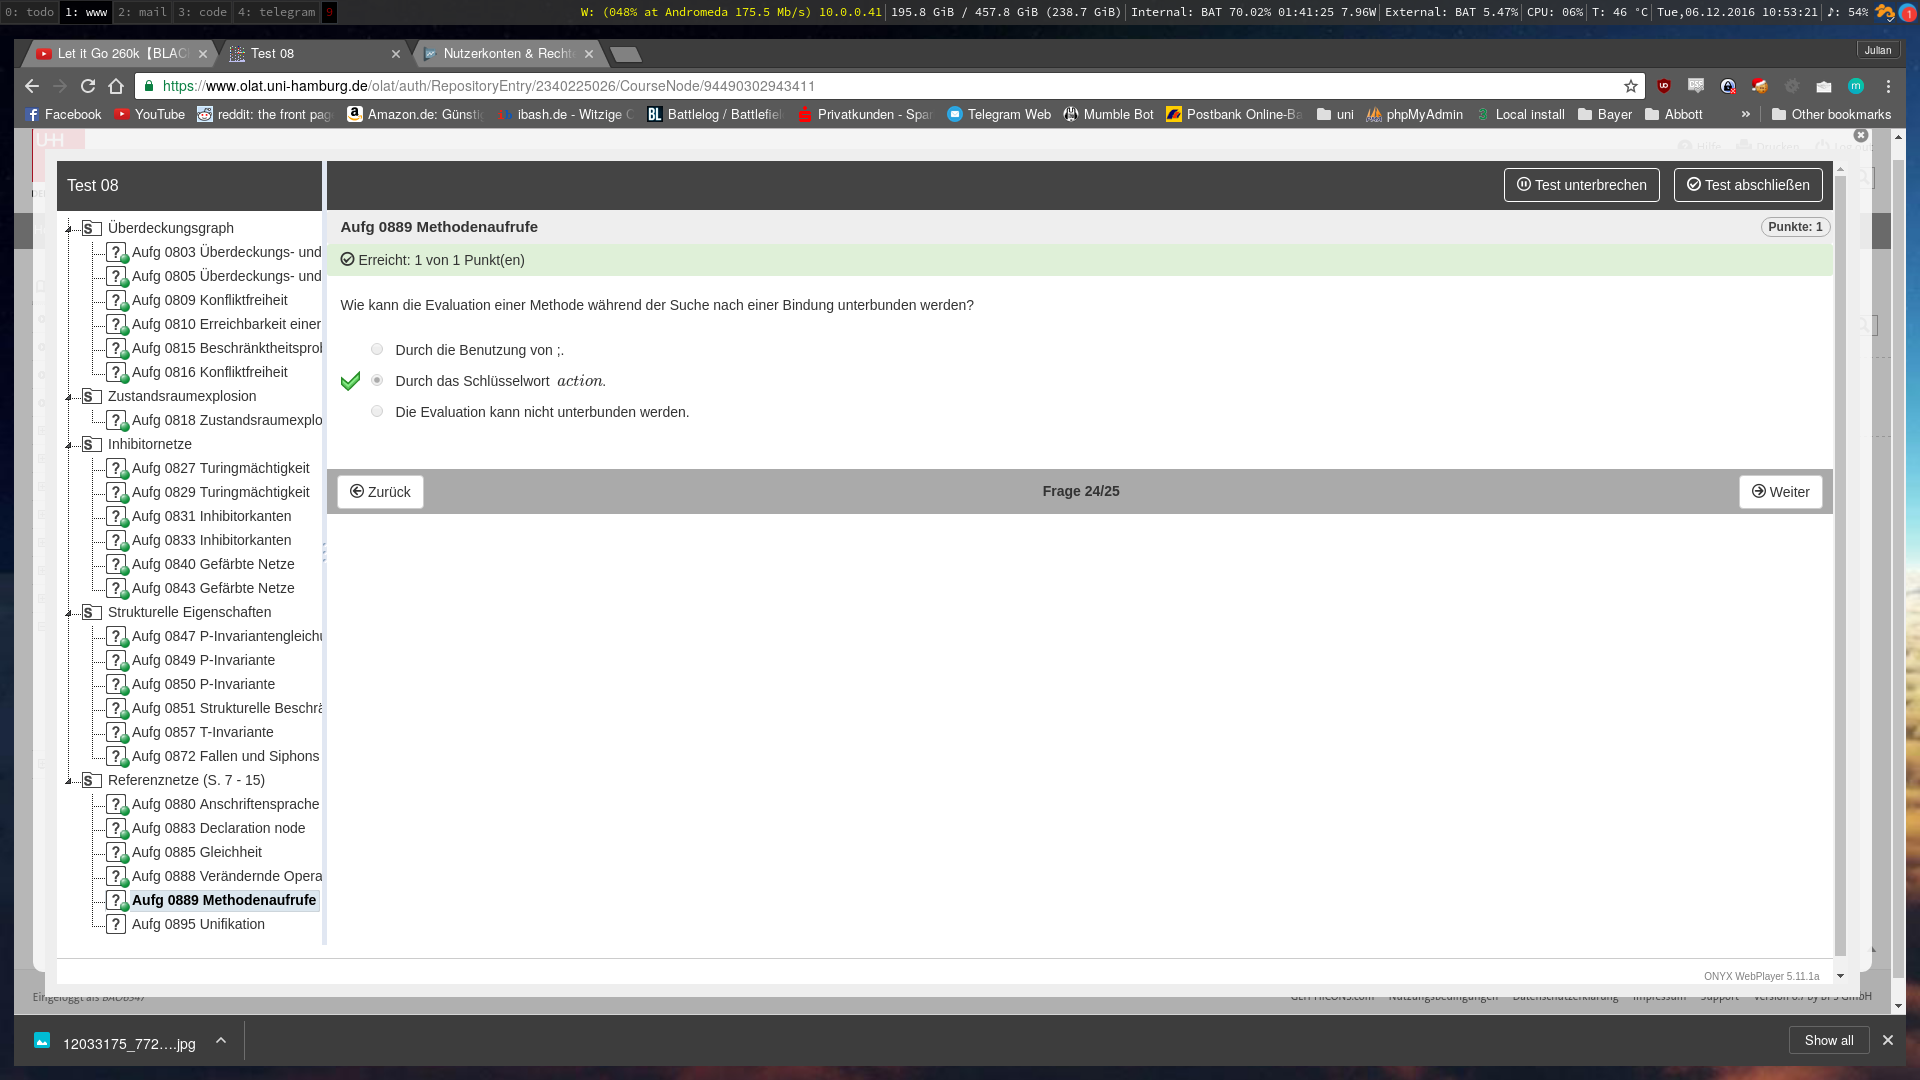 0: todo 1: www 2: mail 3: code 4: telegram 9
W: (048% at Andromeda 175.5 Mb/s) 10.0.0.41 195.8 GiB / 457.8 GiB (238.7 GiB) Internal: BAT 70.02% 01:41:25 7.96W External: BAT 5.47% CPU: 06% T: 46 °C Tue,06.12.2016 10:53:21 ♪: 54% 1
Let it Go 260k【BLAC Test 08 Nutzerkonten & Recht Julian
https://www.olat.uni-hamburg.de/olat/auth/RepositoryEntry/2340225026/CourseNode/94490302943411
Facebook YouTube reddit: the front pag Amazon.de: Günsti ibash.de - Witzige BL Battlelog / Battlefie Privatkunden - Spar Telegram Web Mumble Bot Postbank Online-Ba uni phpMyAdmin Local install Bayer Abbott » Other bookmarks
Test 08
Test unterbrechen
Test abschließen
Überdeckungsgraph
Aufg 0803 Überdeckungs- und
Aufg 0805 Überdeckungs- und
Aufg 0809 Konfliktfreiheit
Aufg 0810 Erreichbarkeit einer
Aufg 0815 Beschränktheitsprob
Aufg 0816 Konfliktfreiheit
Zustandsraumexplosion
Aufg 0818 Zustandsraumexplo
Inhibitornetze
Aufg 0827 Turingmächtigkeit
Aufg 0829 Turingmächtigkeit
Aufg 0831 Inhibitorkanten
Aufg 0833 Inhibitorkanten
Aufg 0840 Gefärbte Netze
Aufg 0843 Gefärbte Netze
Strukturelle Eigenschaften
Aufg 0847 P-Invariantengleichu
Aufg 0849 P-Invariante
Aufg 0850 P-Invariante
Aufg 0851 Strukturelle Beschrä
Aufg 0857 T-Invariante
Aufg 0872 Fallen und Siphons
Referenznetze (S. 7 - 15)
Aufg 0880 Anschriftensprache
Aufg 0883 Declaration node
Aufg 0885 Gleichheit
Aufg 0888 Verändernde Opera
Aufg 0889 Methodenaufrufe
Aufg 0895 Unifikation
Aufg 0889 Methodenaufrufe
Punkte: 1
Erreicht: 1 von 1 Punkt(en)
Wie kann die Evaluation einer Methode während der Suche nach einer Bindung unterbunden werden?
Durch die Benutzung von ;.
Durch das Schlüsselwort action.
Die Evaluation kann nicht unterbunden werden.
Zurück
Frage 24/25
Weiter
ONYX WebPlayer 5.11.1a
12033175_772....jpg
Show all